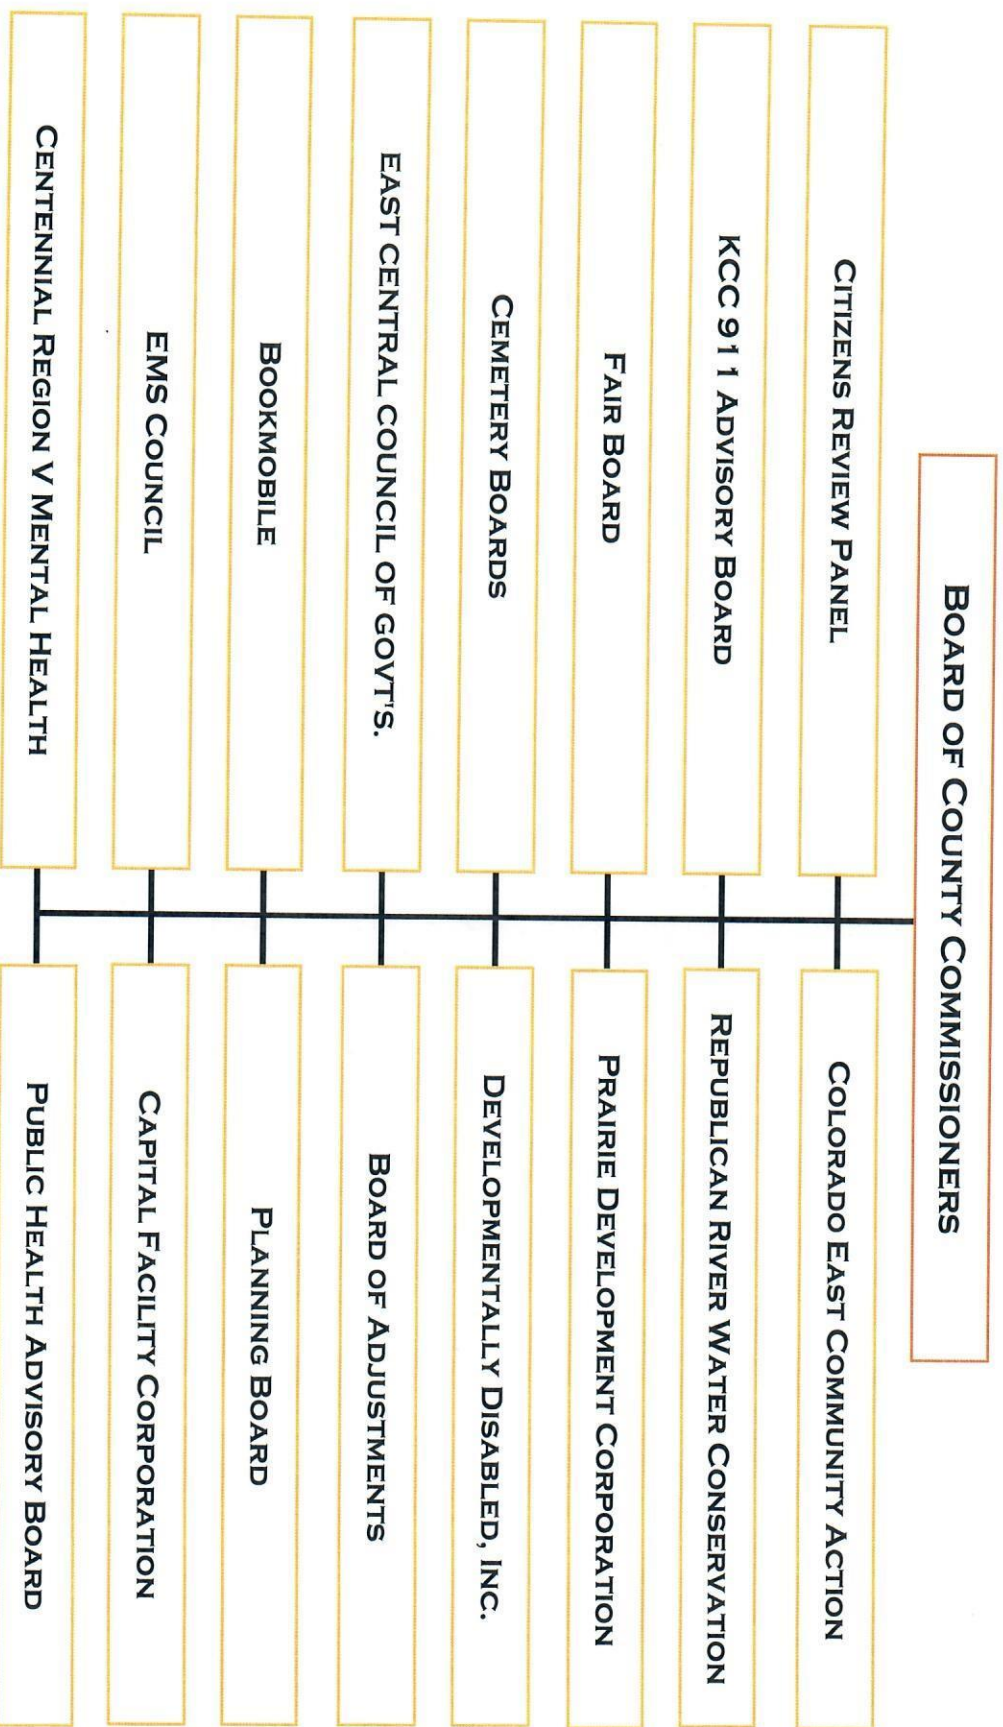 BOARD OF COUNTY COMMISSIONERS
CITIZENS REVIEW PANEL
COLORADO EAST COMMUNITY ACTION
KCC 911 ADVISORY BOARD
REPUBLICAN RIVER WATER CONSERVATION
FAIR BOARD
PRAIRIE DEVELOPMENT CORPORATION
CEMETERY BOARDS
DEVELOPMENTALLY DISABLED, INC.
EAST CENTRAL COUNCIL OF GOVT'S.
BOARD OF ADJUSTMENTS
BOOKMOBILE
PLANNING BOARD
EMS COUNCIL
CAPITAL FACILITY CORPORATION
CENTENNIAL REGION V MENTAL HEALTH
PUBLIC HEALTH ADVISORY BOARD